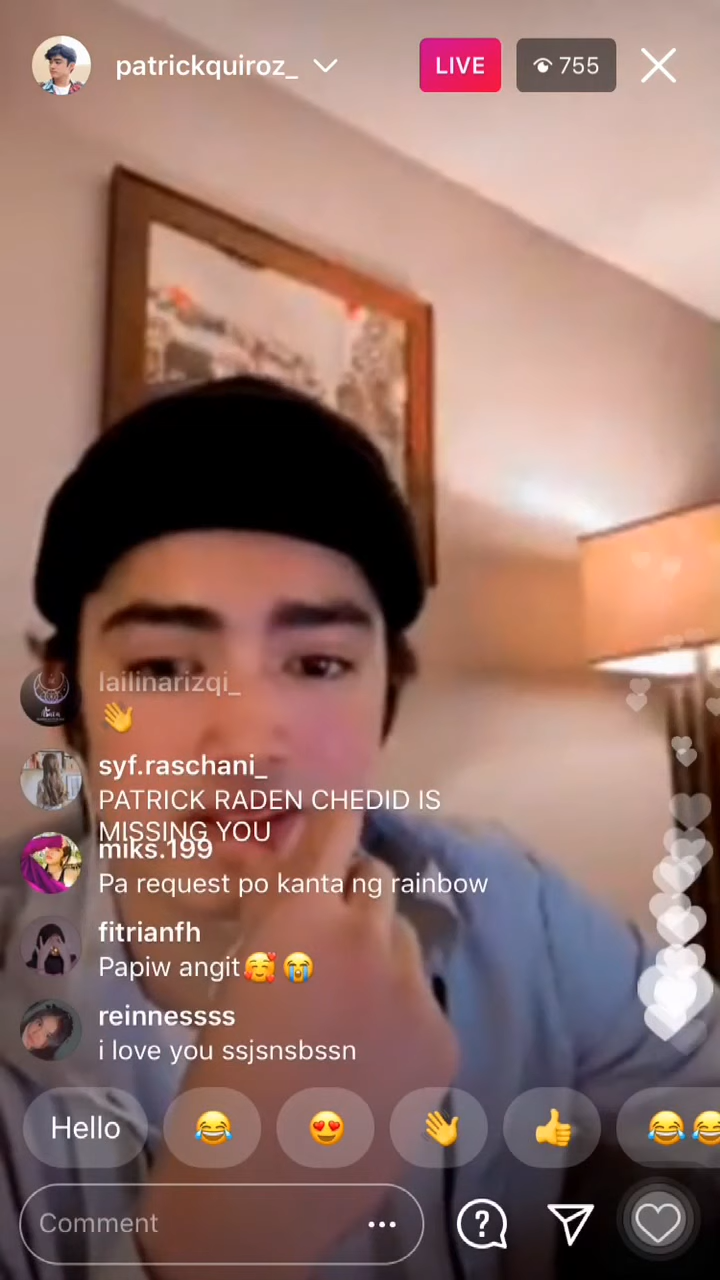 patrickquiroz_
LIVE
755
lailinarizqi_
👋
syf.raschani_
PATRICK RADEN CHEDID IS
MISSING YOU
miks.199
Pa request po kanta ng rainbow
fitrianfh
Papiw angit🥰😭
reinnessss
i love you ssjsnsbssn
Hello
😂
😍
👋
👍
😂😂
Comment